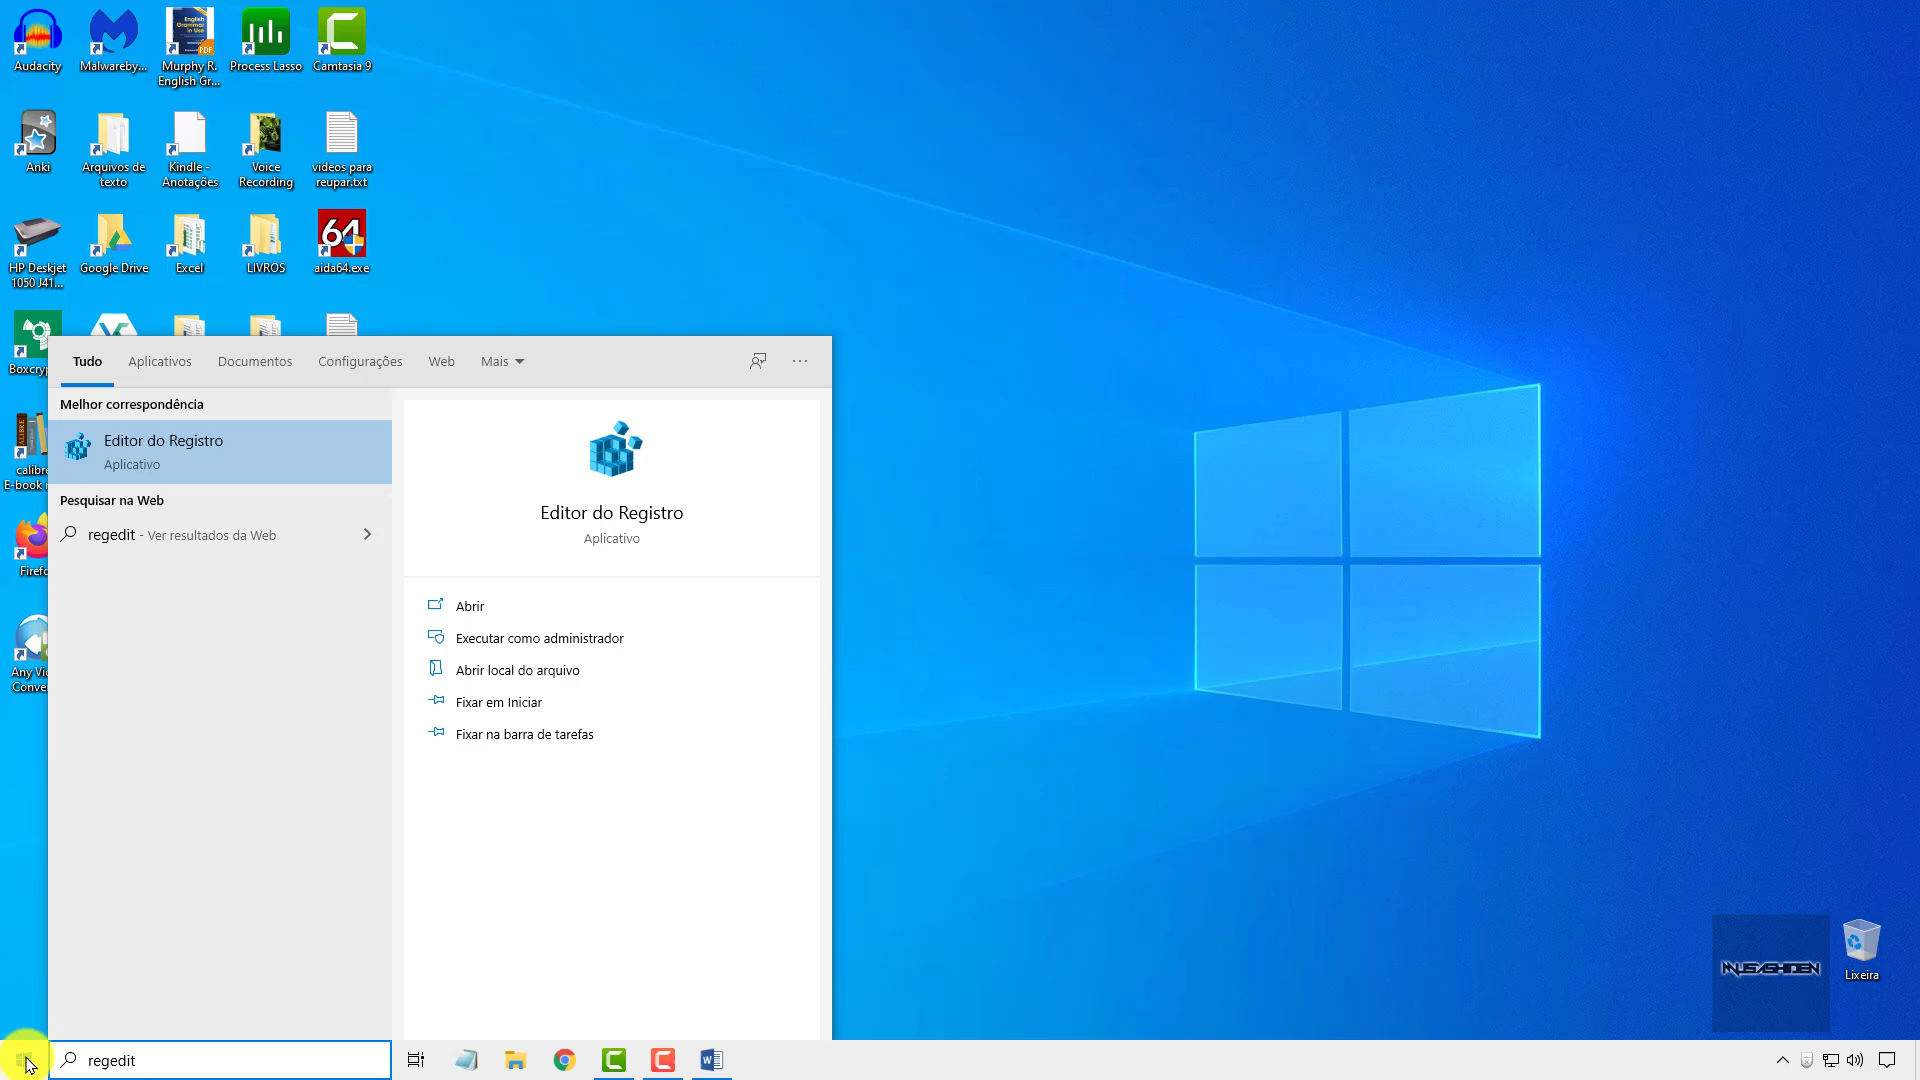 Audacity
Malwareby...
Murphy R.
English Gr...
Process Lasso
Camtasia 9
Anki
Arquivos de
texto
Kindle -
Anotações
Voice
Recording
videos para
reupar.txt
HP Deskjet
1050 J41...
Google Drive
Excel
LIVROS
64
aida64.exe
Boxcryp
calibre
E-book
Firefo
Any Vi
Conver
Tudo
Aplicativos
Documentos
Configurações
Web
Mais
Melhor correspondência
Editor do Registro
Aplicativo
Pesquisar na Web
regedit - Ver resultados da Web
Editor do Registro
Aplicativo
Abrir
Executar como administrador
Abrir local do arquivo
Fixar em Iniciar
Fixar na barra de tarefas
Lixeira
regedit